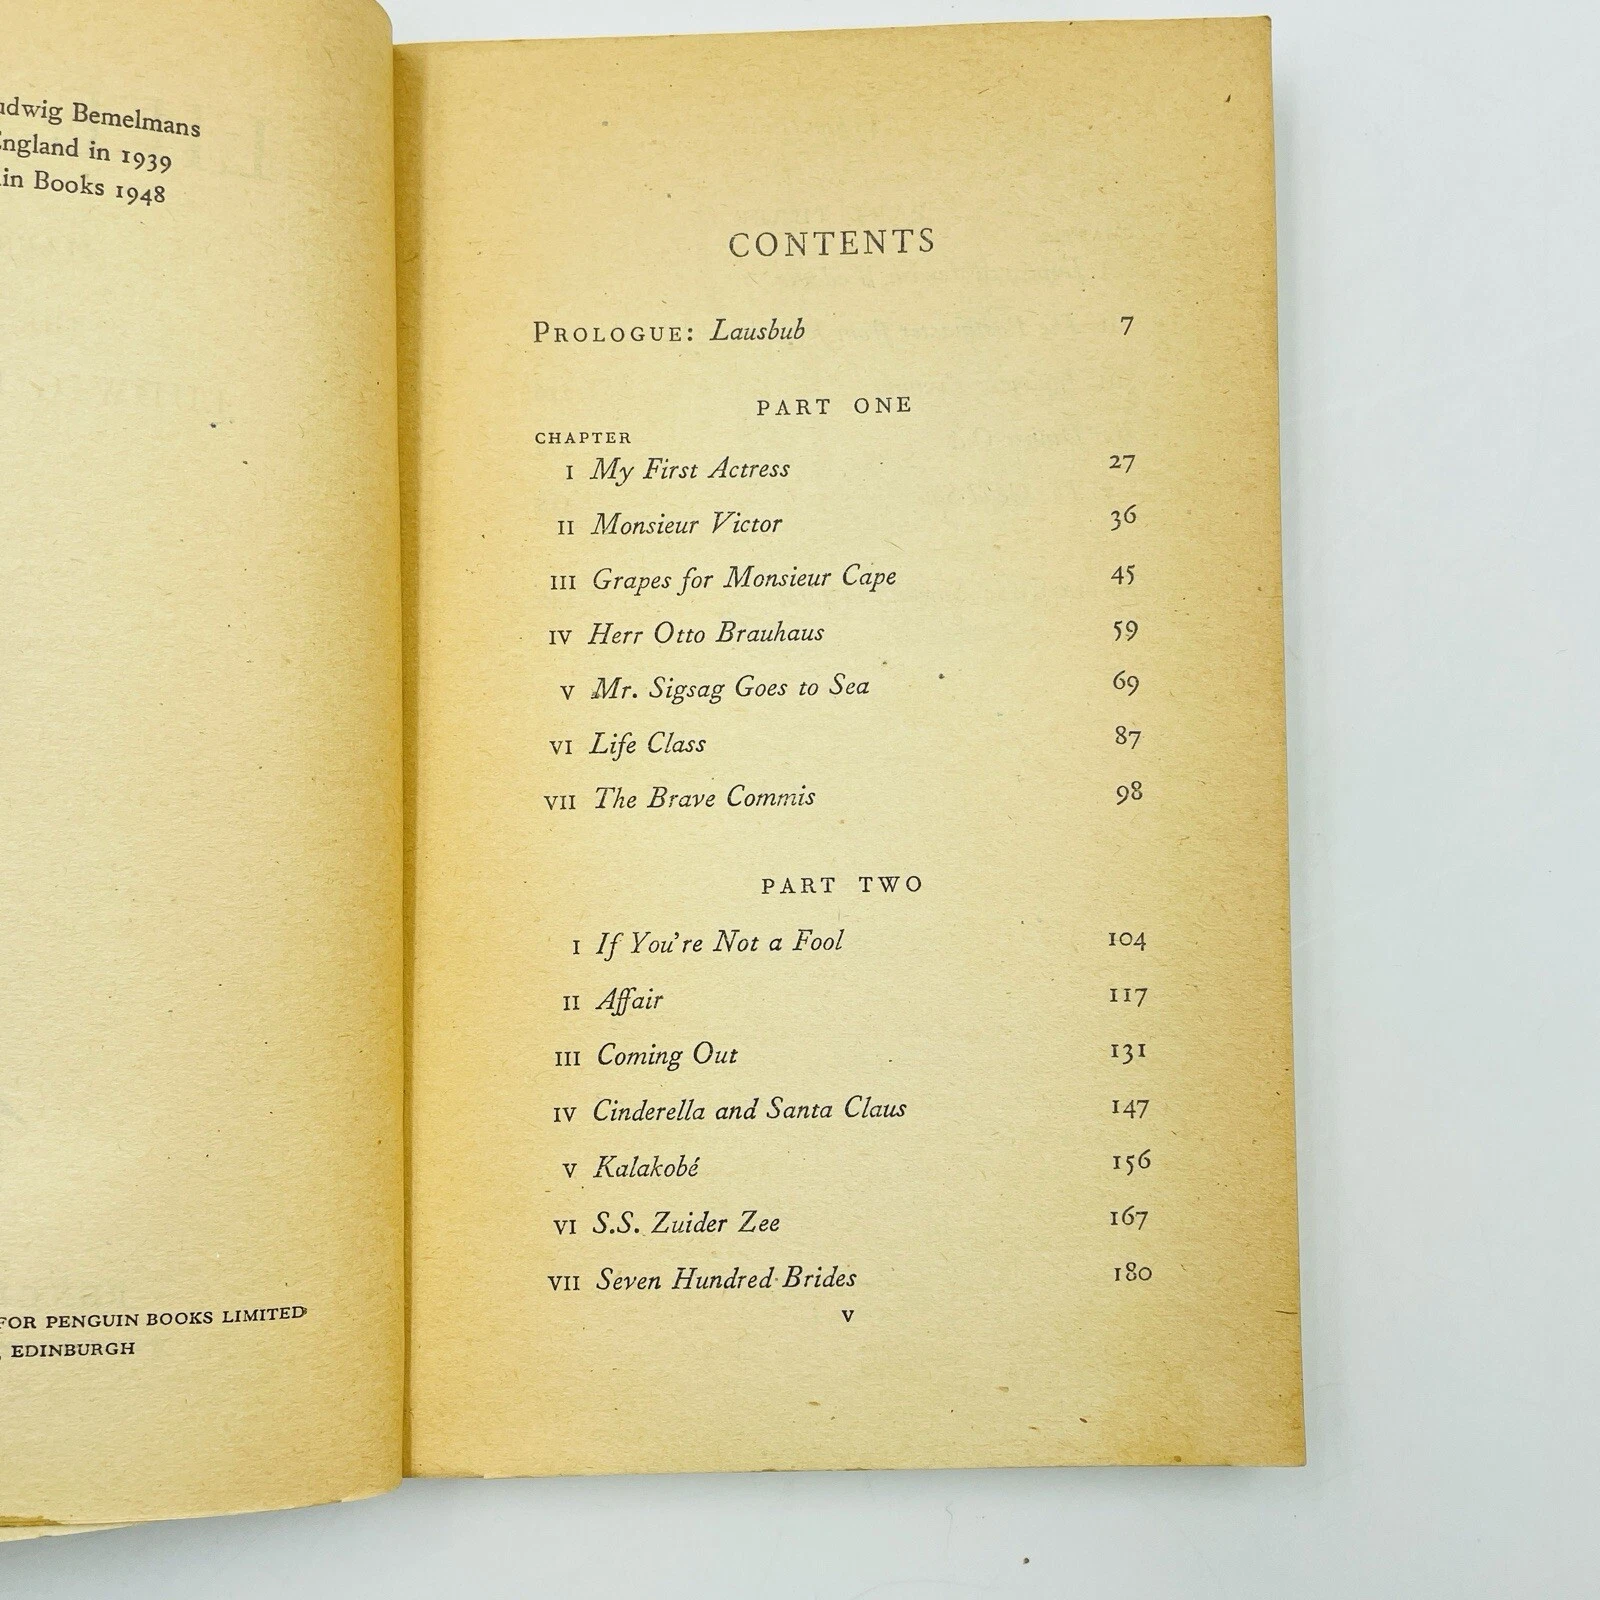 udwig Bemelmans
England in 1939
in Books 1948
FOR PENGUIN BOOKS LIMITED
, EDINBURGH
CONTENTS
PROLOGUE: Lausbub 7
PART ONE
CHAPTER
I My First Actress 27
II Monsieur Victor 36
III Grapes for Monsieur Cape 45
IV Herr Otto Brauhaus 59
V Mr. Sigsag Goes to Sea 69
VI Life Class 87
VII The Brave Commis 98
PART TWO
I If You're Not a Fool 104
II Affair 117
III Coming Out 131
IV Cinderella and Santa Claus 147
V Kalakobé 156
VI S.S. Zuider Zee 167
VII Seven Hundred Brides 180
v